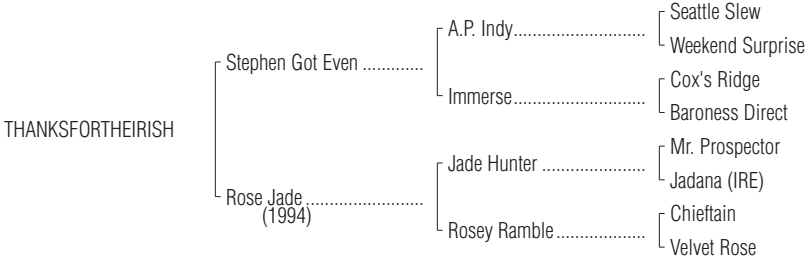 Seattle Slew
A.P. Indy..............................
Weekend Surprise
Stephen Got Even .............
Cox's Ridge
Immerse..............................
Baroness Direct
THANKSFORTHEIRISH
Mr. Prospector
Jade Hunter ........................
Jadana (IRE)
Rose Jade ..........................
(1994)
Chieftain
Rosey Ramble....................
Velvet Rose